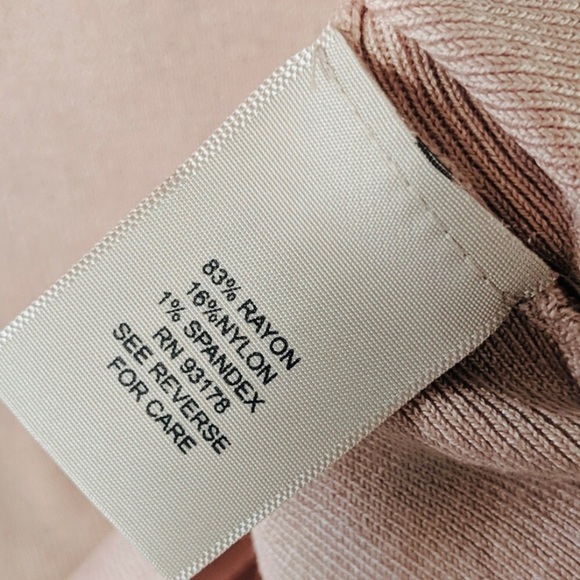 83% RAYON
16%NYLON
1% SPANDEX
RN 93178
SEE REVERSE
FOR CARE